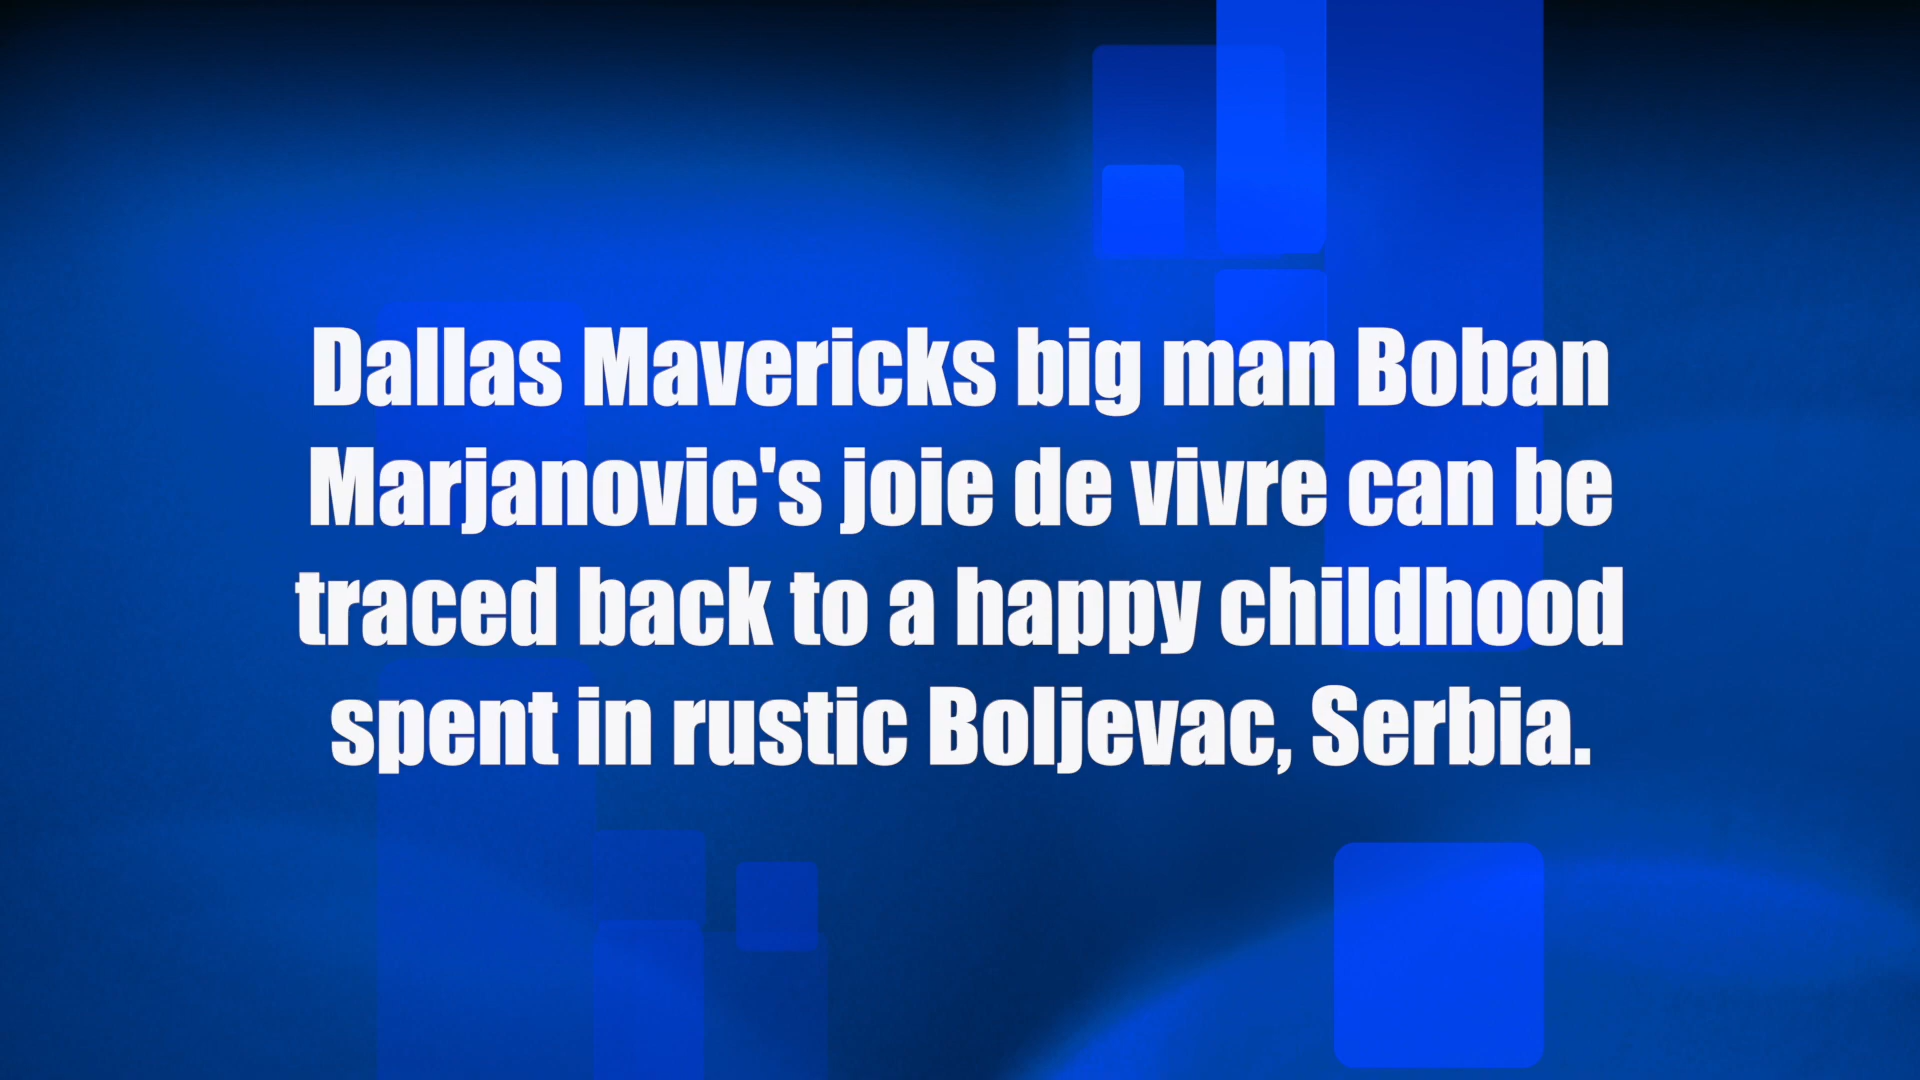 Dallas Mavericks big man Boban
Marjanovic's joie de vivre can be
traced back to a happy childhood
spent in rustic Boljevac, Serbia.